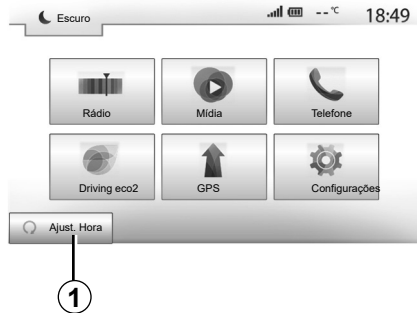 Escuro
--°C
18:49
Rádio
Mídia
Telefone
Driving eco2
GPS
Configurações
Ajust. Hora
1